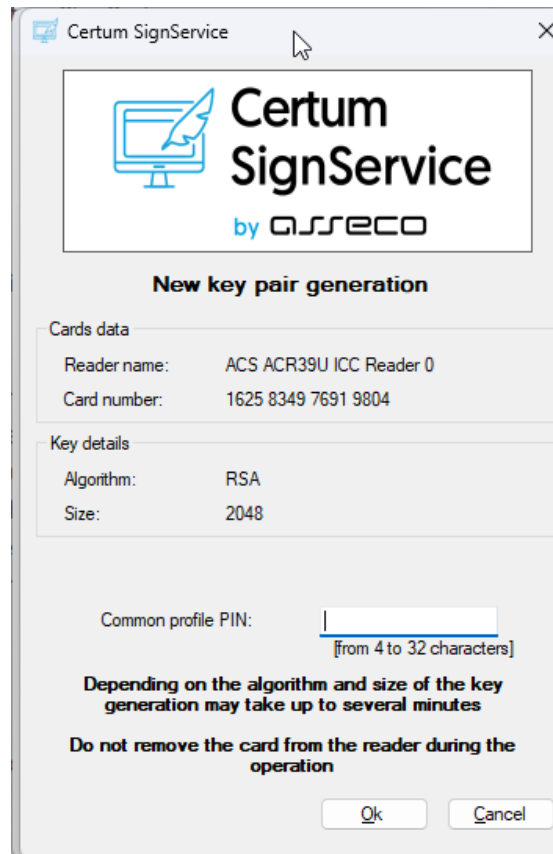 Certum SignService
Certum
SignService
by asseco
New key pair generation
Cards data
Reader name: ACS ACR39U ICC Reader 0
Card number: 1625 8349 7691 9804
Key details
Algorithm: RSA
Size: 2048
Common profile PIN:
[from 4 to 32 characters]
Depending on the algorithm and size of the key
generation may take up to several minutes
Do not remove the card from the reader during the
operation
Ok Cancel